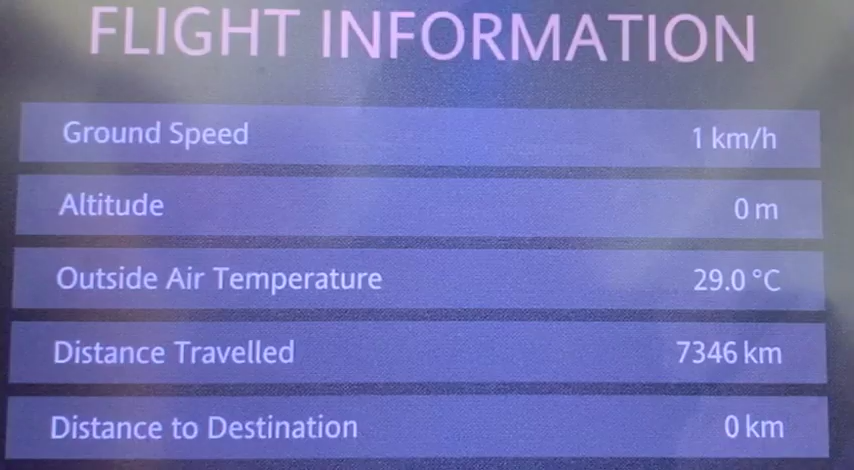 FLIGHT INFORMATION
Ground Speed 1 km/h
Altitude 0 m
Outside Air Temperature 29.0 °C
Distance Travelled 7346 km
Distance to Destination 0 km